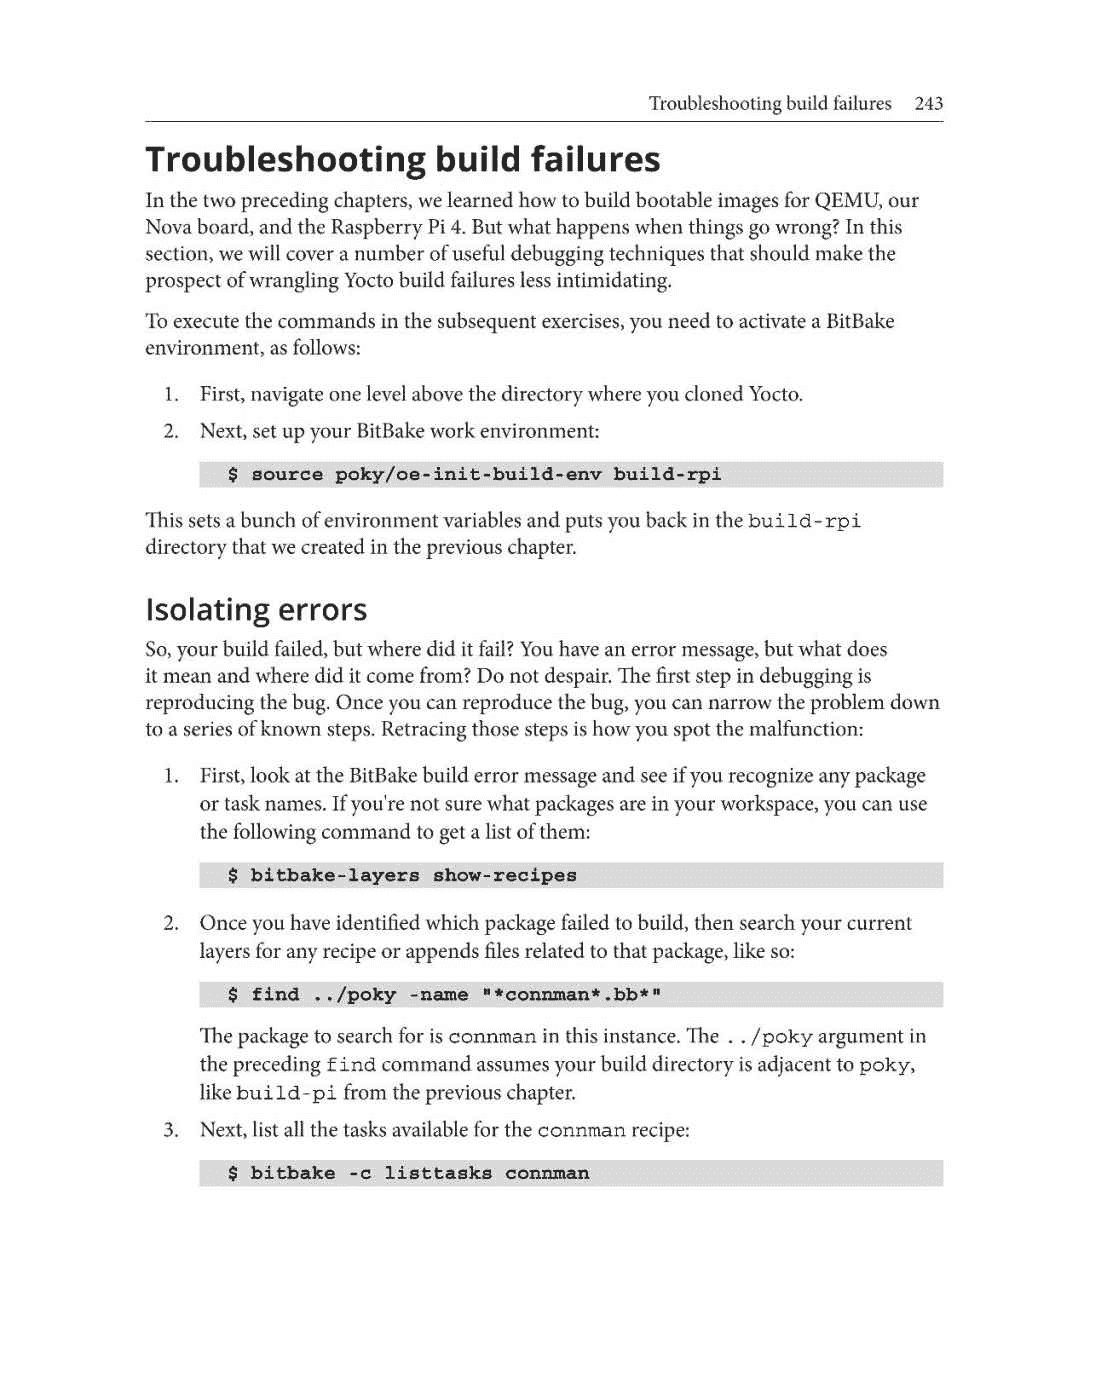 Troubleshooting build failures 243
Troubleshooting build failures
In the two preceding chapters, we learned how to build bootable images for QEMU, our
Nova board, and the Raspberry Pi 4. But what happens when things go wrong? In this
section, we will cover a number of useful debugging techniques that should make the
prospect of wrangling Yocto build failures less intimidating.
To execute the commands in the subsequent exercises, you need to activate a BitBake
environment, as follows:
1. First, navigate one level above the directory where you cloned Yocto.
2. Next, set up your BitBake work environment:
$ source poky/oe-init-build-env build-rpi
This sets a bunch of environment variables and puts you back in the build-rpi
directory that we created in the previous chapter.
Isolating errors
So, your build failed, but where did it fail? You have an error message, but what does
it mean and where did it come from? Do not despair. The first step in debugging is
reproducing the bug. Once you can reproduce the bug, you can narrow the problem down
to a series of known steps. Retracing those steps is how you spot the malfunction:
1. First, look at the BitBake build error message and see if you recognize any package
or task names. If you're not sure what packages are in your workspace, you can use
the following command to get a list of them:
$ bitbake-layers show-recipes
2. Once you have identified which package failed to build, then search your current
layers for any recipe or appends files related to that package, like so:
$ find ../poky -name "*connman*.bb*"
The package to search for is connman in this instance. The ../poky argument in
the preceding find command assumes your build directory is adjacent to poky,
like build-pi from the previous chapter.
3. Next, list all the tasks available for the connman recipe:
$ bitbake -c listtasks connman